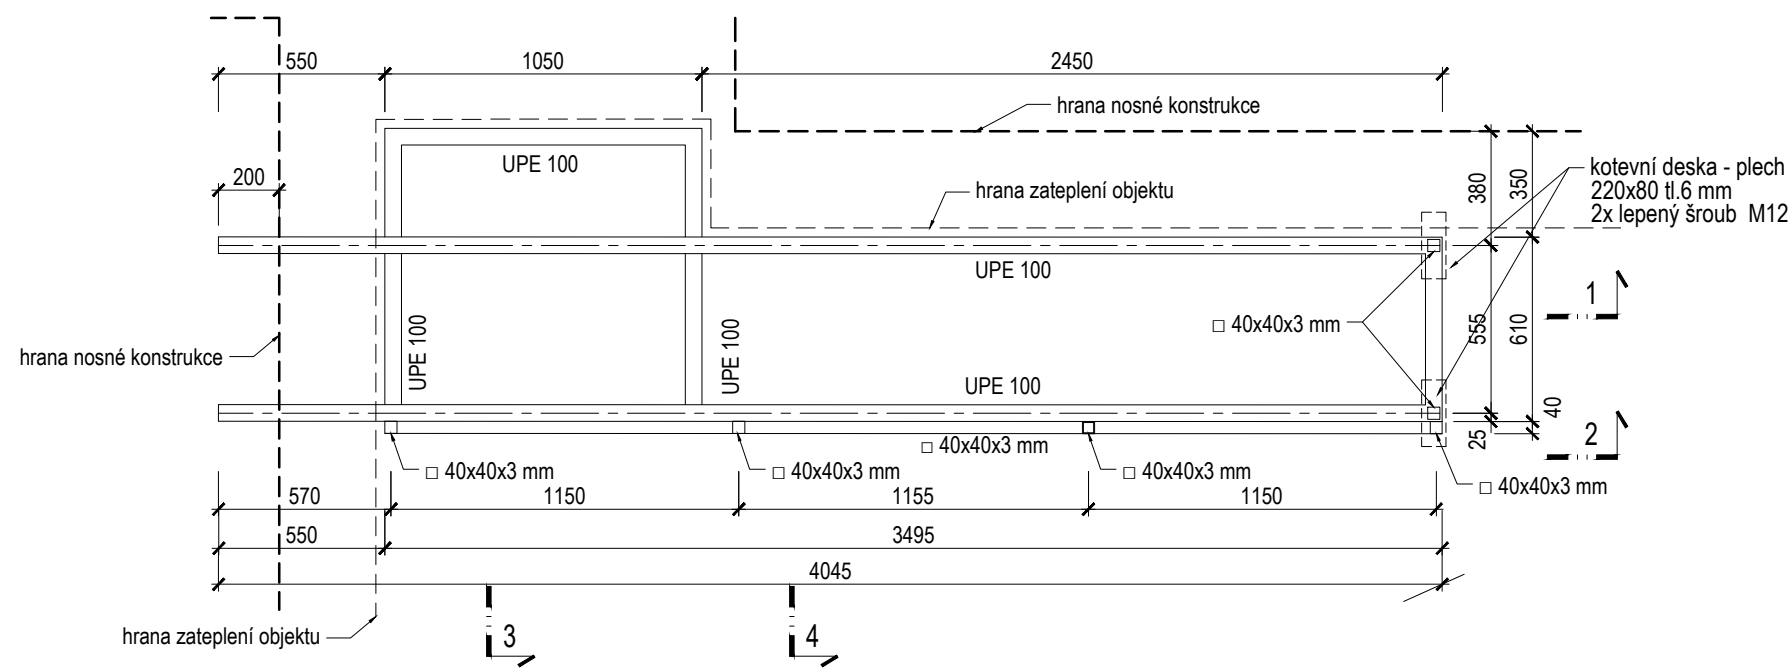 550
1050
2450
hrana nosné konstrukce
UPE 100
200
hrana zateplení objektu
380
350
kotevní deska - plech
220x80 tl.6 mm
2x lepený šroub M12
UPE 100
1
□ 40x40x3 mm
555
610
hrana nosné konstrukce
UPE 100
UPE 100
UPE 100
40
25
2
□ 40x40x3 mm
□ 40x40x3 mm
□ 40x40x3 mm
□ 40x40x3 mm
□ 40x40x3 mm
570
1150
1155
1150
550
3495
4045
hrana zateplení objektu
3
4